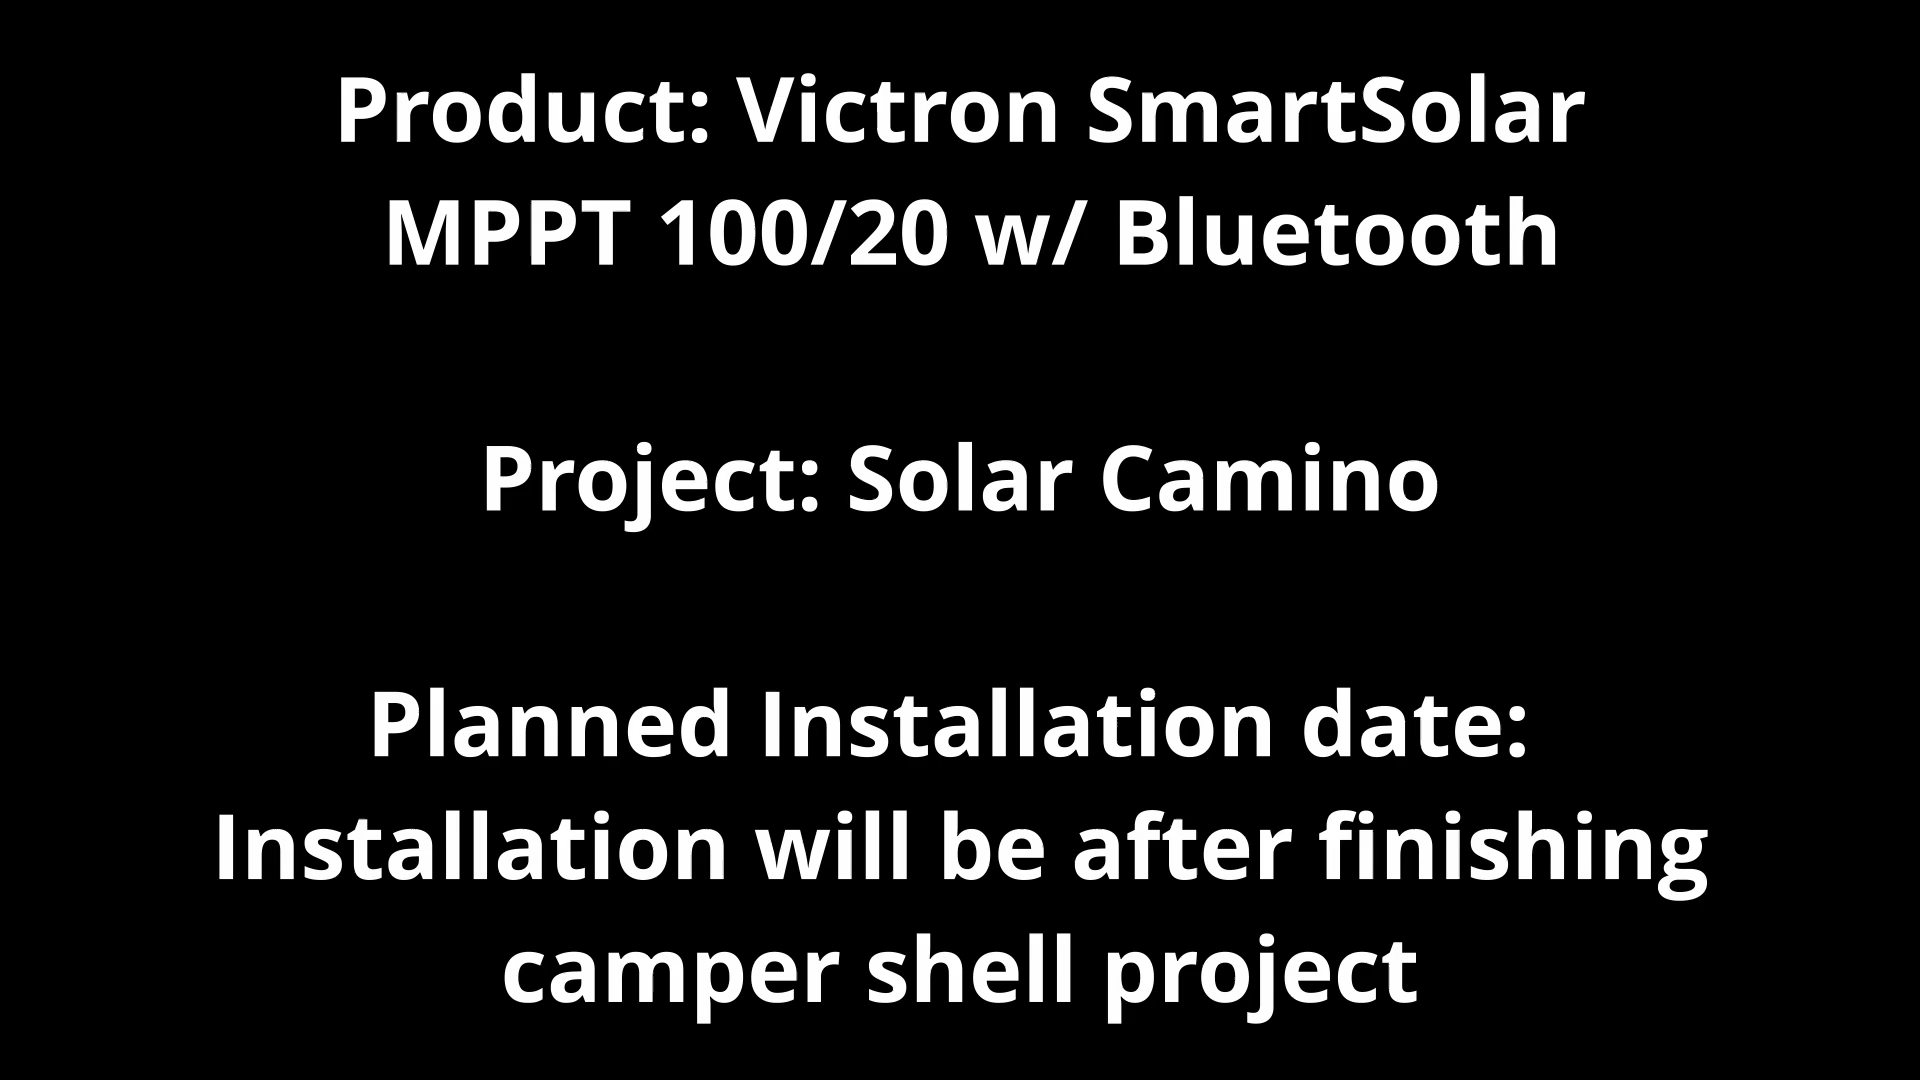 Product: Victron SmartSolar
MPPT 100/20 w/ Bluetooth
Project: Solar Camino
Planned Installation date:
Installation will be after finishing
camper shell project